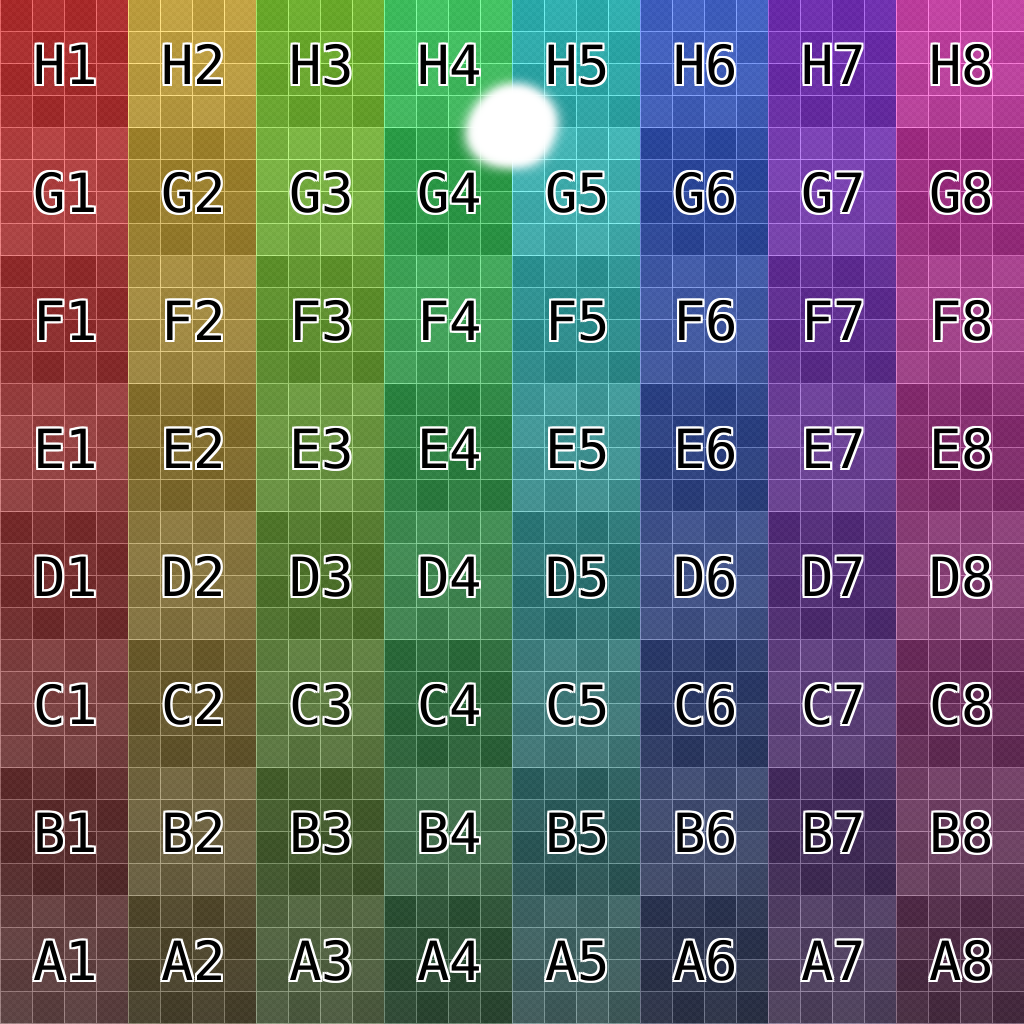 H1 H2 H3 H4 H5 H6 H7 H8
G1 G2 G3 G4 G5 G6 G7 G8
F1 F2 F3 F4 F5 F6 F7 F8
E1 E2 E3 E4 E5 E6 E7 E8
D1 D2 D3 D4 D5 D6 D7 D8
C1 C2 C3 C4 C5 C6 C7 C8
B1 B2 B3 B4 B5 B6 B7 B8
A1 A2 A3 A4 A5 A6 A7 A8